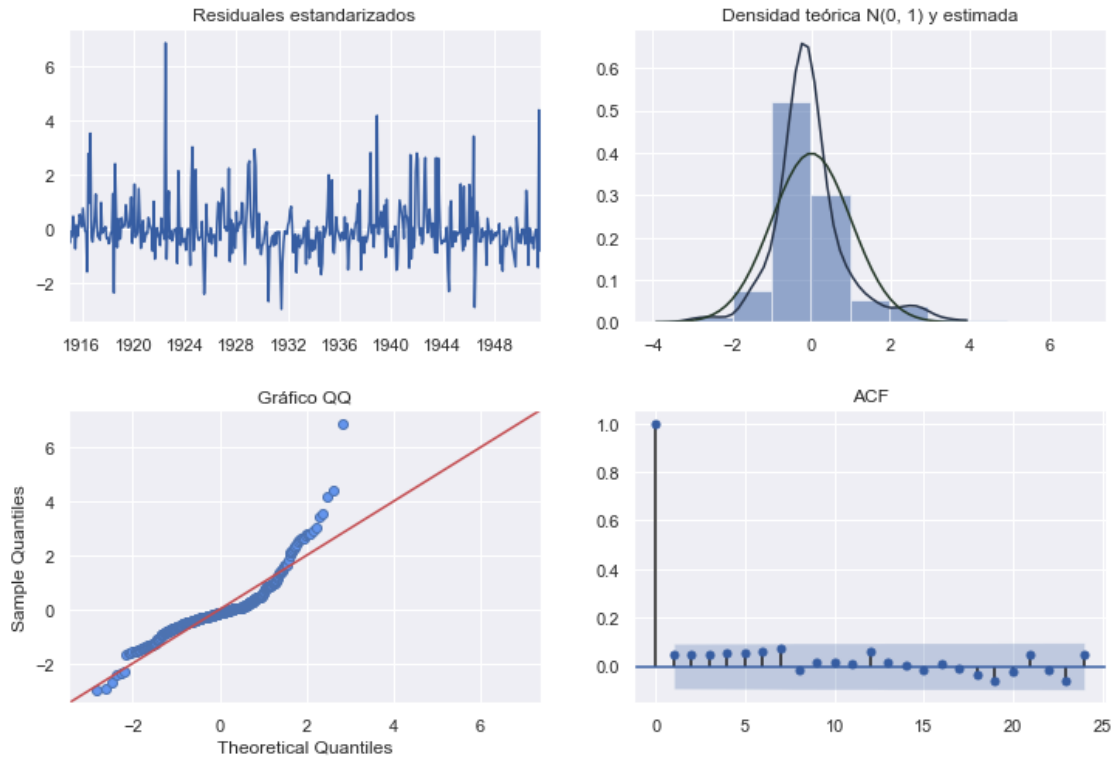 Residuales estandarizados
6
4
2
0
−2
1916 1920 1924 1928 1932 1936 1940 1944 1948
Densidad teórica N(0, 1) y estimada
0.6
0.5
0.4
0.3
0.2
0.1
0.0
−4 −2 0 2 4 6
Gráfico QQ
Sample Quantiles
6
4
2
0
−2
−2 0 2 4 6
Theoretical Quantiles
ACF
1.0
0.8
0.6
0.4
0.2
0.0
0 5 10 15 20 25